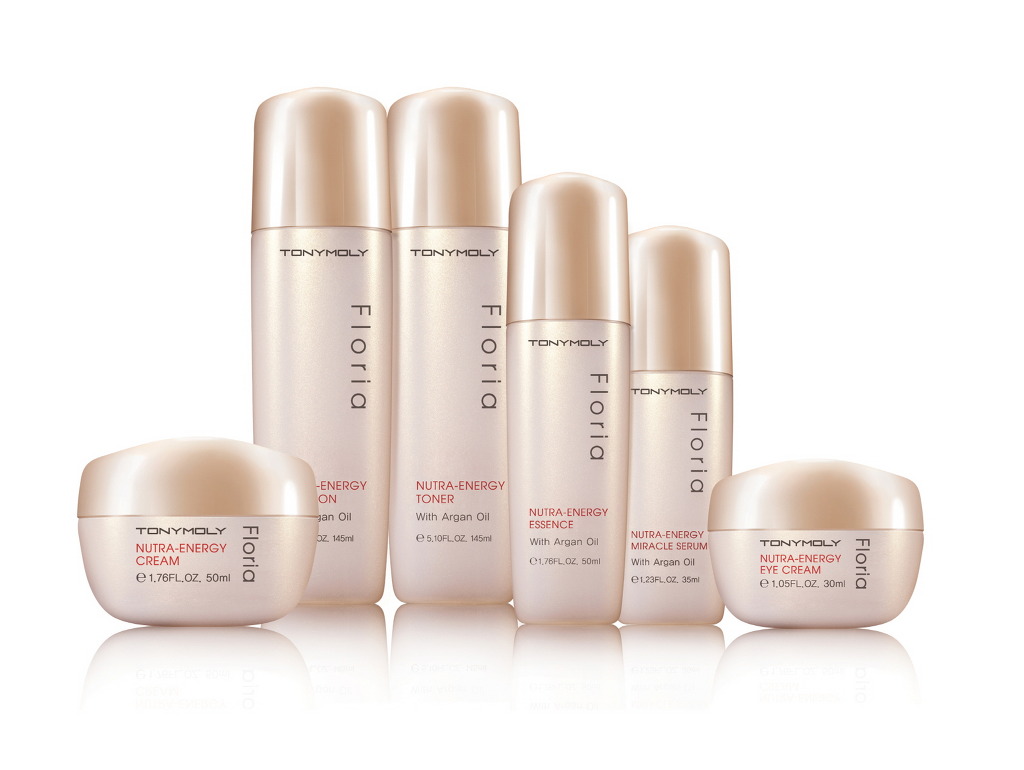 TONYMOLY
Floria
NUTRA-ENERGY
CREAM
℮1,76FL,OZ, 50ml
TONYMOLY
Floria
-ENERGY
ON
gan Oil
OZ, 145ml
TONYMOLY
Floria
NUTRA-ENERGY
TONER
With Argan Oil
℮5,10FL,OZ, 145ml
TONYMOLY
Floria
NUTRA-ENERGY
ESSENCE
With Argan Oil
℮1,76FL,OZ, 50ml
TONYMOLY
Floria
NUTRA-ENERGY
MIRACLE SERUM
With Argan Oil
℮1,23FL,OZ, 35ml
TONYMOLY
Floria
NUTRA-ENERGY
EYE CREAM
℮1,05FL,OZ, 30ml